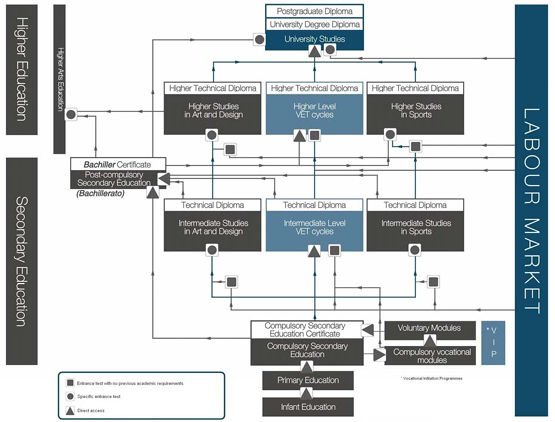 Higher Education
Higher Arts Education
Postgraduate Diploma
University Degree Diploma
University Studies
Higher Technical Diploma
Higher Studies
in Art and Design
Higher Technical Diploma
Higher Level
VET cycles
Higher Technical Diploma
Higher Studies
in Sports
LABOUR MARKET
Secondary Education
Bachiller Certificate
Post-compulsory
Secondary Education
(Bachillerato)
Technical Diploma
Intermediate Studies
in Art and Design
Technical Diploma
Intermediate Level
VET cycles
Technical Diploma
Intermediate Studies
in Sports
Compulsory Secondary
Education Certificate
Compulsory Secondary
Education
Voluntary Modules
Compulsory vocational
modules
* V
I
P
Primary Education
Infant Education
* Vocational Initiation Programmes
Entrance test with no previous academic requirements
Specific entrance test
Direct access